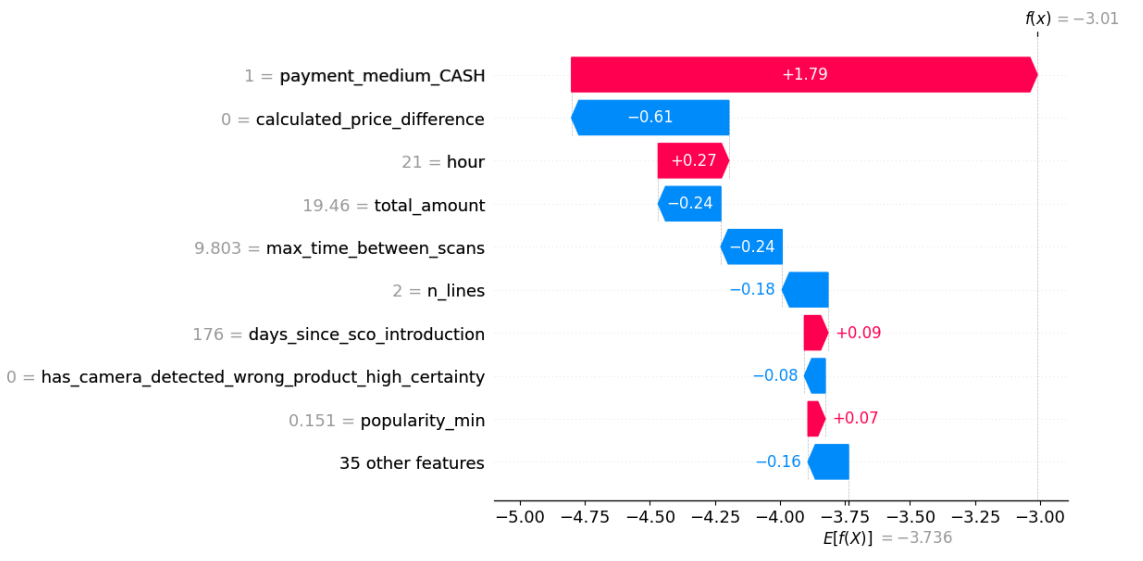 f(x) = −3.01
1 = payment_medium_CASH +1.79
0 = calculated_price_difference −0.61
21 = hour +0.27
19.46 = total_amount −0.24
9.803 = max_time_between_scans −0.24
2 = n_lines −0.18
176 = days_since_sco_introduction +0.09
0 = has_camera_detected_wrong_product_high_certainty −0.08
0.151 = popularity_min +0.07
35 other features −0.16
−5.00 −4.75 −4.50 −4.25 −4.00 −3.75 −3.50 −3.25 −3.00
E[f(X)] = −3.736